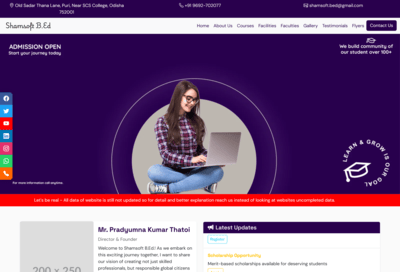 Old Sadar Thana Lane, Puri, Near SCS College, Odisha
752001
+91 9692-702077
shamsoft.bed@gmail.com
Shamsoft B.Ed
Home About Us Courses Facilities Faculties Gallery Testimonials Flyers Contact Us
ADMISSION OPEN
Start your journey today
We build community of
our student over 100+
LEARN & GROW IS OUR GOAL
For more information call anytime.
Let's be real – All data of website is still not updated so for detail and better explanation reach us instead of looking at websites uncompleted data.
200 x 250
Mr. Pradyumna Kumar Thatoi
Director & Founder
Welcome to Shamsoft B.Ed! As we embark on
this exciting journey together, I want to share
our vision of creating not just skilled
professionals, but responsible global citizens
Latest Updates
Register
Scholarship Opportunity
Merit-based scholarships available for deserving students